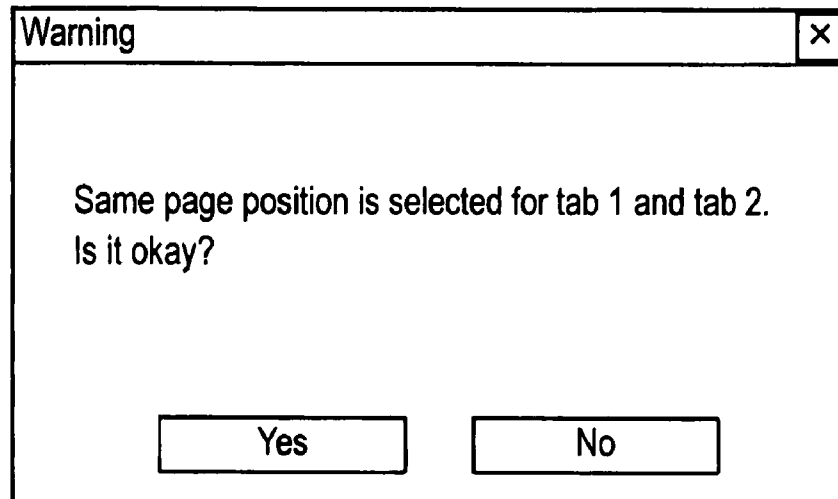 Warning
Same page position is selected for tab 1 and tab 2.
Is it okay?
Yes
No